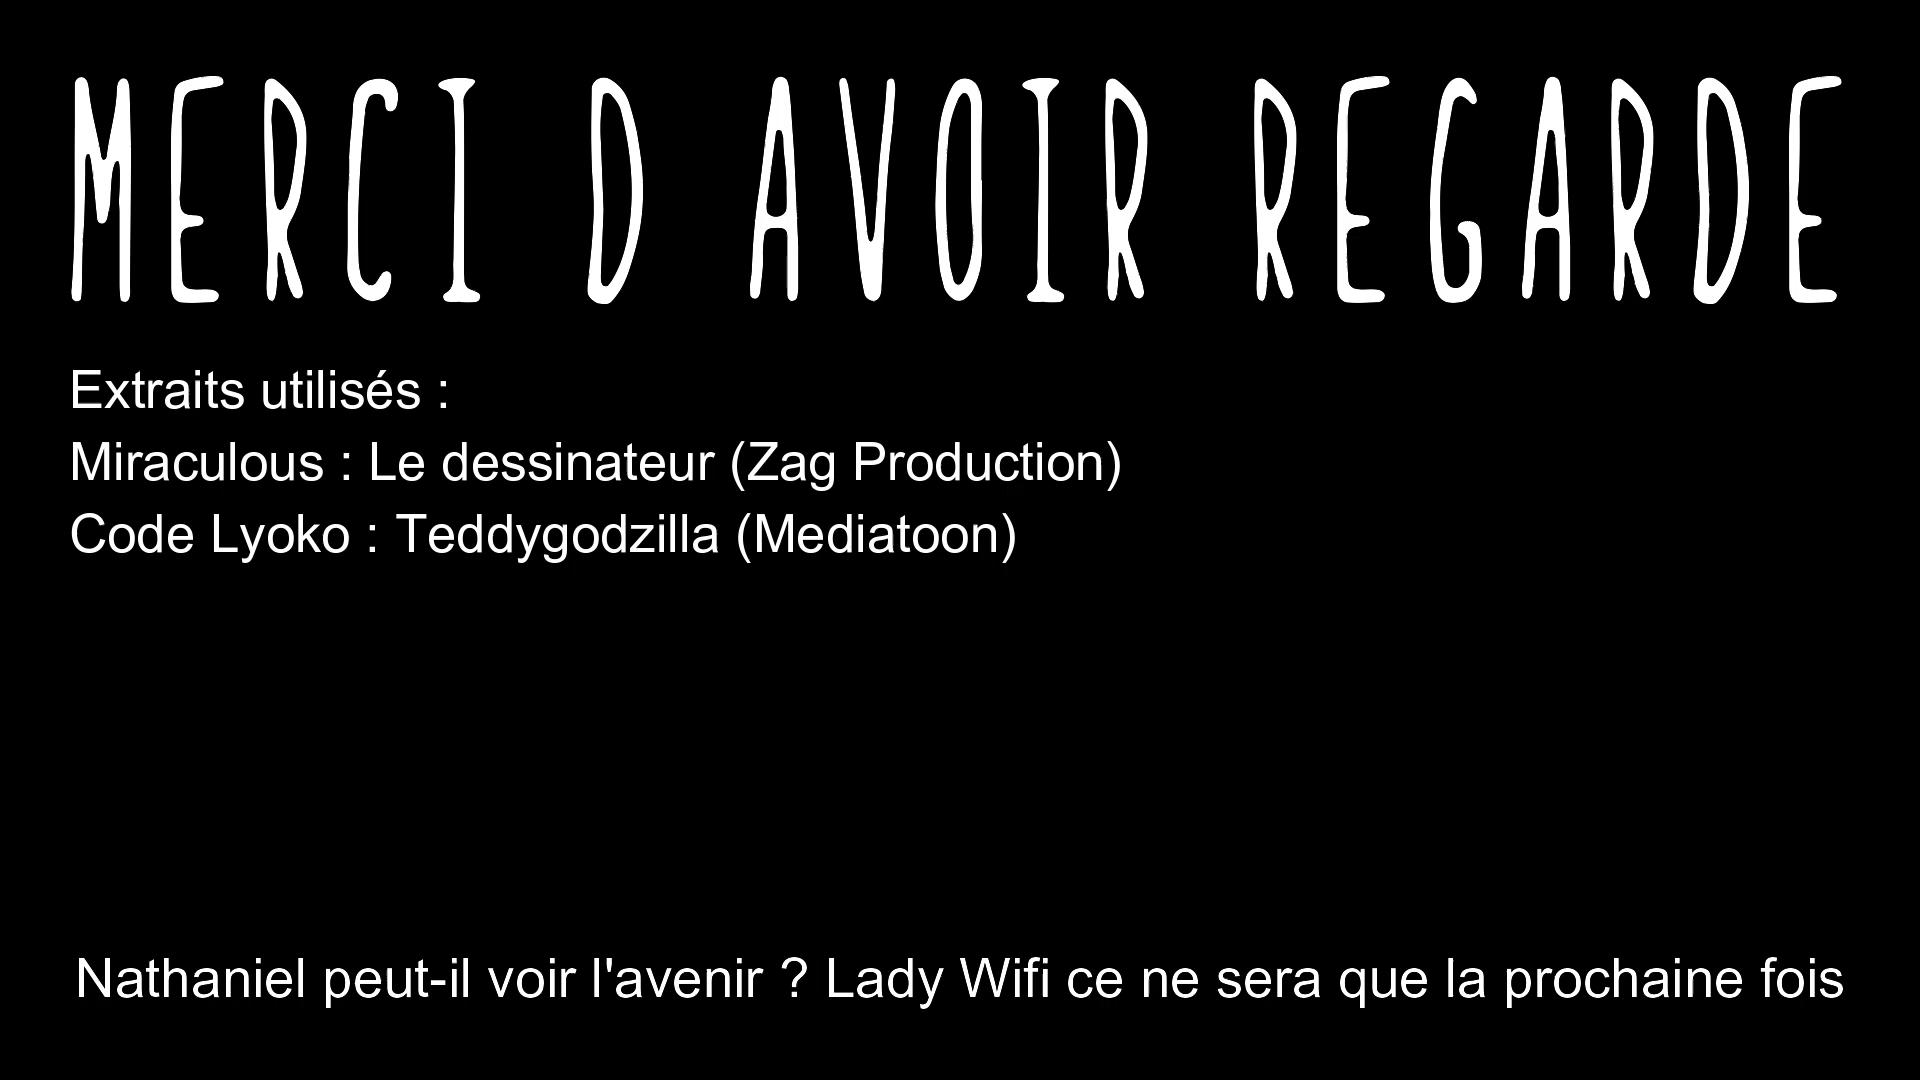 MERCI D AVOIR REGARDE
Extraits utilisés :
Miraculous : Le dessinateur (Zag Production)
Code Lyoko : Teddygodzilla (Mediatoon)
Nathaniel peut-il voir l'avenir ? Lady Wifi ce ne sera que la prochaine fois